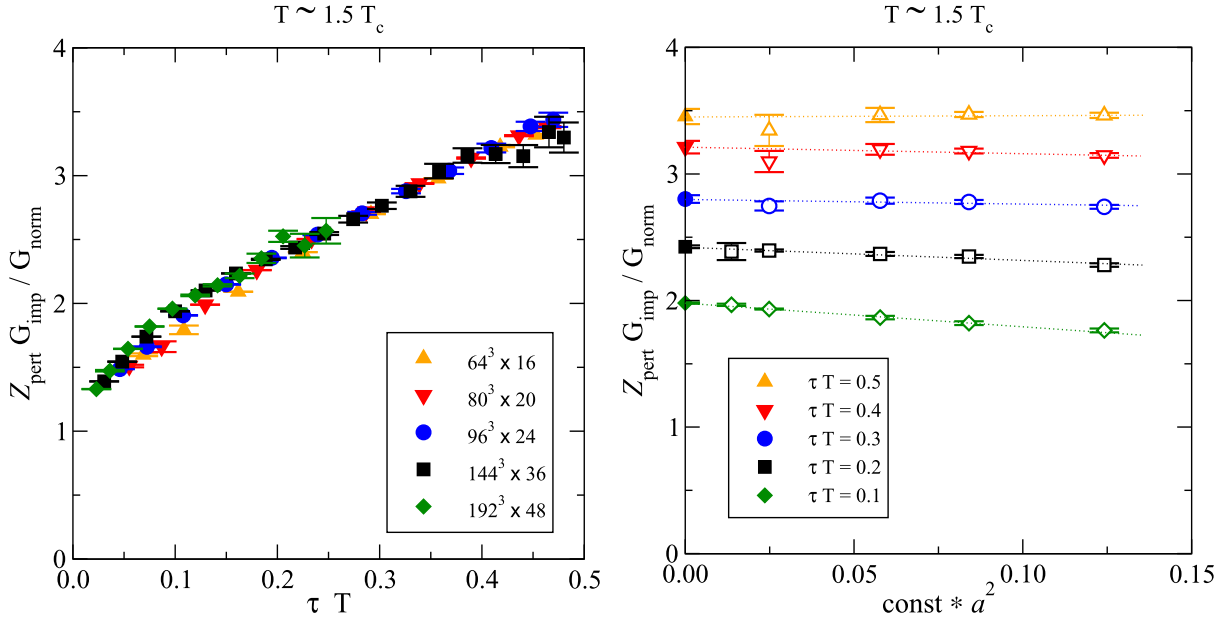 T ~ 1.5 T_c
4
3
2
1
0
Z_pert G_imp / G_norm
64^3 x 16
80^3 x 20
96^3 x 24
144^3 x 36
192^3 x 48
0.0 0.1 0.2 0.3 0.4 0.5
τ T
T ~ 1.5 T_c
4
3
2
1
0
Z_pert G_imp / G_norm
τ T = 0.5
τ T = 0.4
τ T = 0.3
τ T = 0.2
τ T = 0.1
0.00 0.05 0.10 0.15
const * a^2